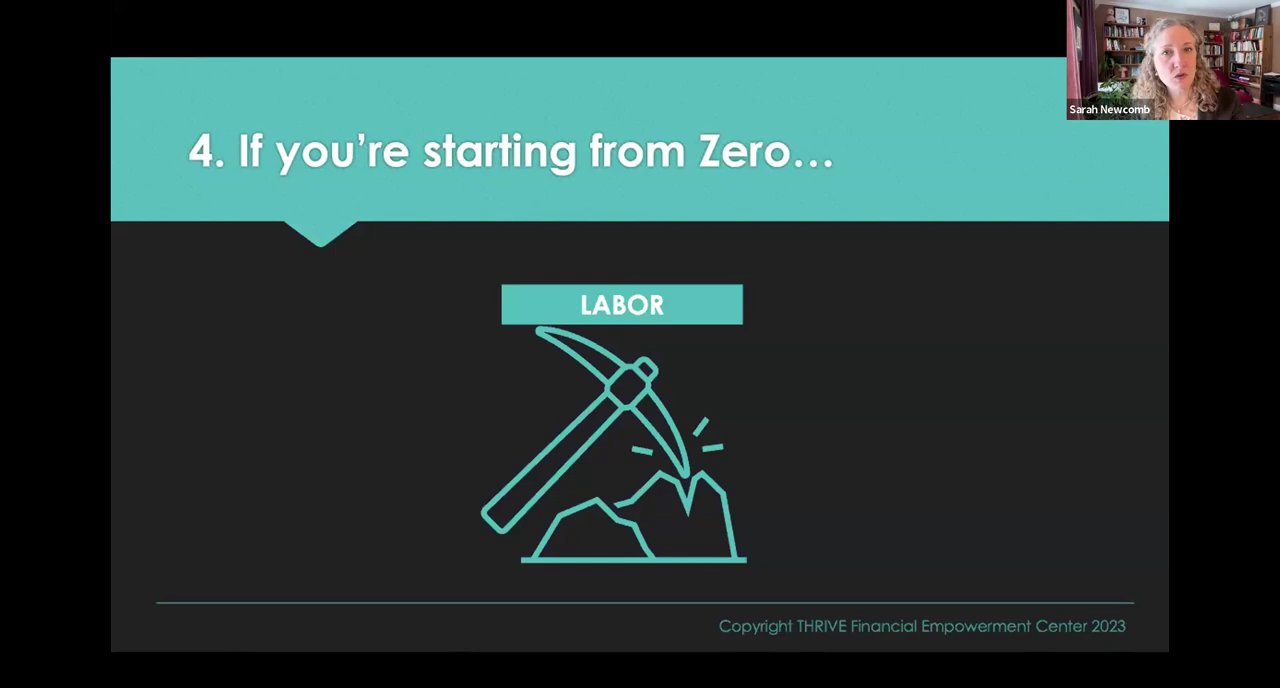 Sarah Newcomb
4. If you're starting from Zero...
LABOR
Copyright THRIVE Financial Empowerment Center 2023